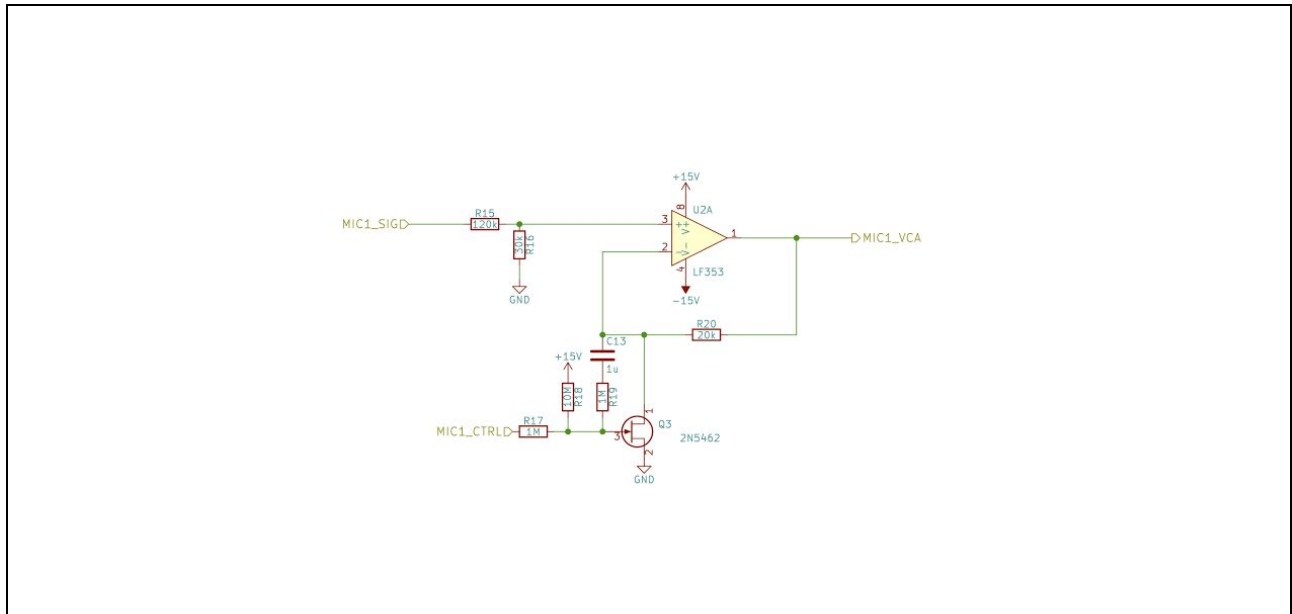 +15V
8
U2A
R15
MIC1_SIG
120k
3
+
V+
1
MIC1_VCA
30k
R16
2
-
V-
4
LF353
GND
-15V
R20
20k
C13
+15V
1u
10M
R18
1M
R19
1
R17
Q3
MIC1_CTRL
1M
3
2N5462
2
GND